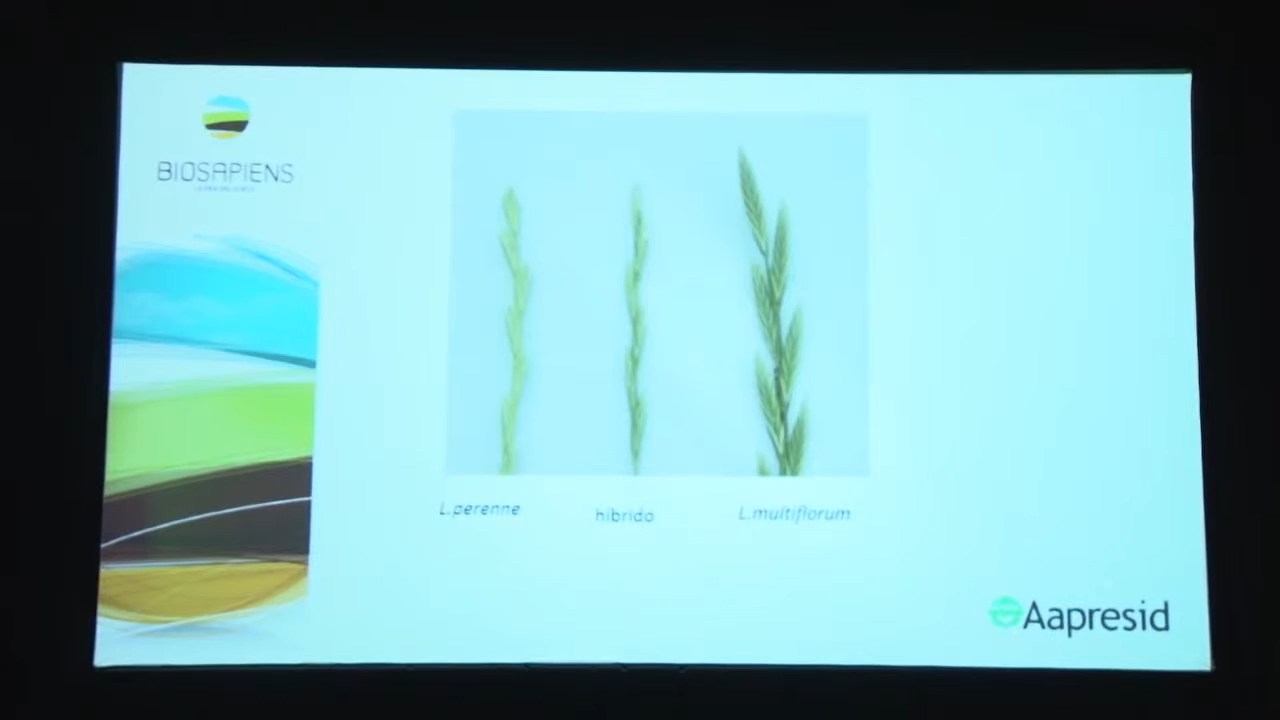 BIOSAPIENS
L.perenne
híbrido
L.multiflorum
Aapresid